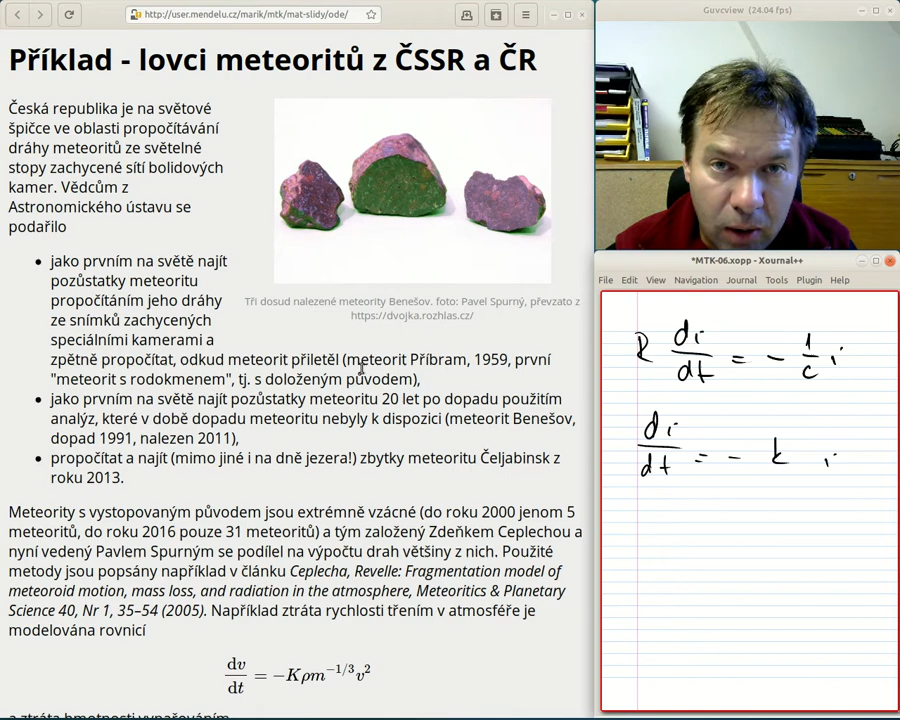 http://user.mendelu.cz/marik/mtk/mat-slidy/ode/
Příklad - lovci meteoritů z ČSSR a ČR
Česká republika je na světové
špičce ve oblasti propočítávání
dráhy meteoritů ze světelné
stopy zachycené sítí bolidových
kamer. Vědcům z
Astronomického ústavu se
podařilo
Tři dosud nalezené meteority Benešov. foto: Pavel Spurný, převzato z
https://dvojka.rozhlas.cz/
• jako prvním na světě najít
pozůstatky meteoritu
propočítáním jeho dráhy
ze snímků zachycených
speciálními kamerami a
zpětně propočítat, odkud meteorit přiletěl (meteorit Příbram, 1959, první
"meteorit s rodokmenem", tj. s doloženým původem),
• jako prvním na světě najít pozůstatky meteoritu 20 let po dopadu použitím
analýz, které v době dopadu meteoritu nebyly k dispozici (meteorit Benešov,
dopad 1991, nalezen 2011),
• propočítat a najít (mimo jiné i na dně jezera!) zbytky meteoritu Čeljabinsk z
roku 2013.
Meteority s vystopovaným původem jsou extrémně vzácné (do roku 2000 jenom 5
meteoritů, do roku 2016 pouze 31 meteoritů) a tým založený Zdeňkem Ceplechou a
nyní vedený Pavlem Spurným se podílel na výpočtu drah většiny z nich. Použité
metody jsou popsány například v článku Ceplecha, Revelle: Fragmentation model of
meteoroid motion, mass loss, and radiation in the atmosphere, Meteoritics & Planetary
Science 40, Nr 1, 35–54 (2005). Například ztráta rychlosti třením v atmosféře je
modelována rovnicí
dv/dt = −Kρm^{−1/3}v²
a ztráta hmotnosti vypařováním
Guvcview (24.04 fps)
*MTK-06.xopp - Xournal++
File Edit View Navigation Journal Tools Plugin Help
R di/dt = - 1/C i
di/dt = - k i